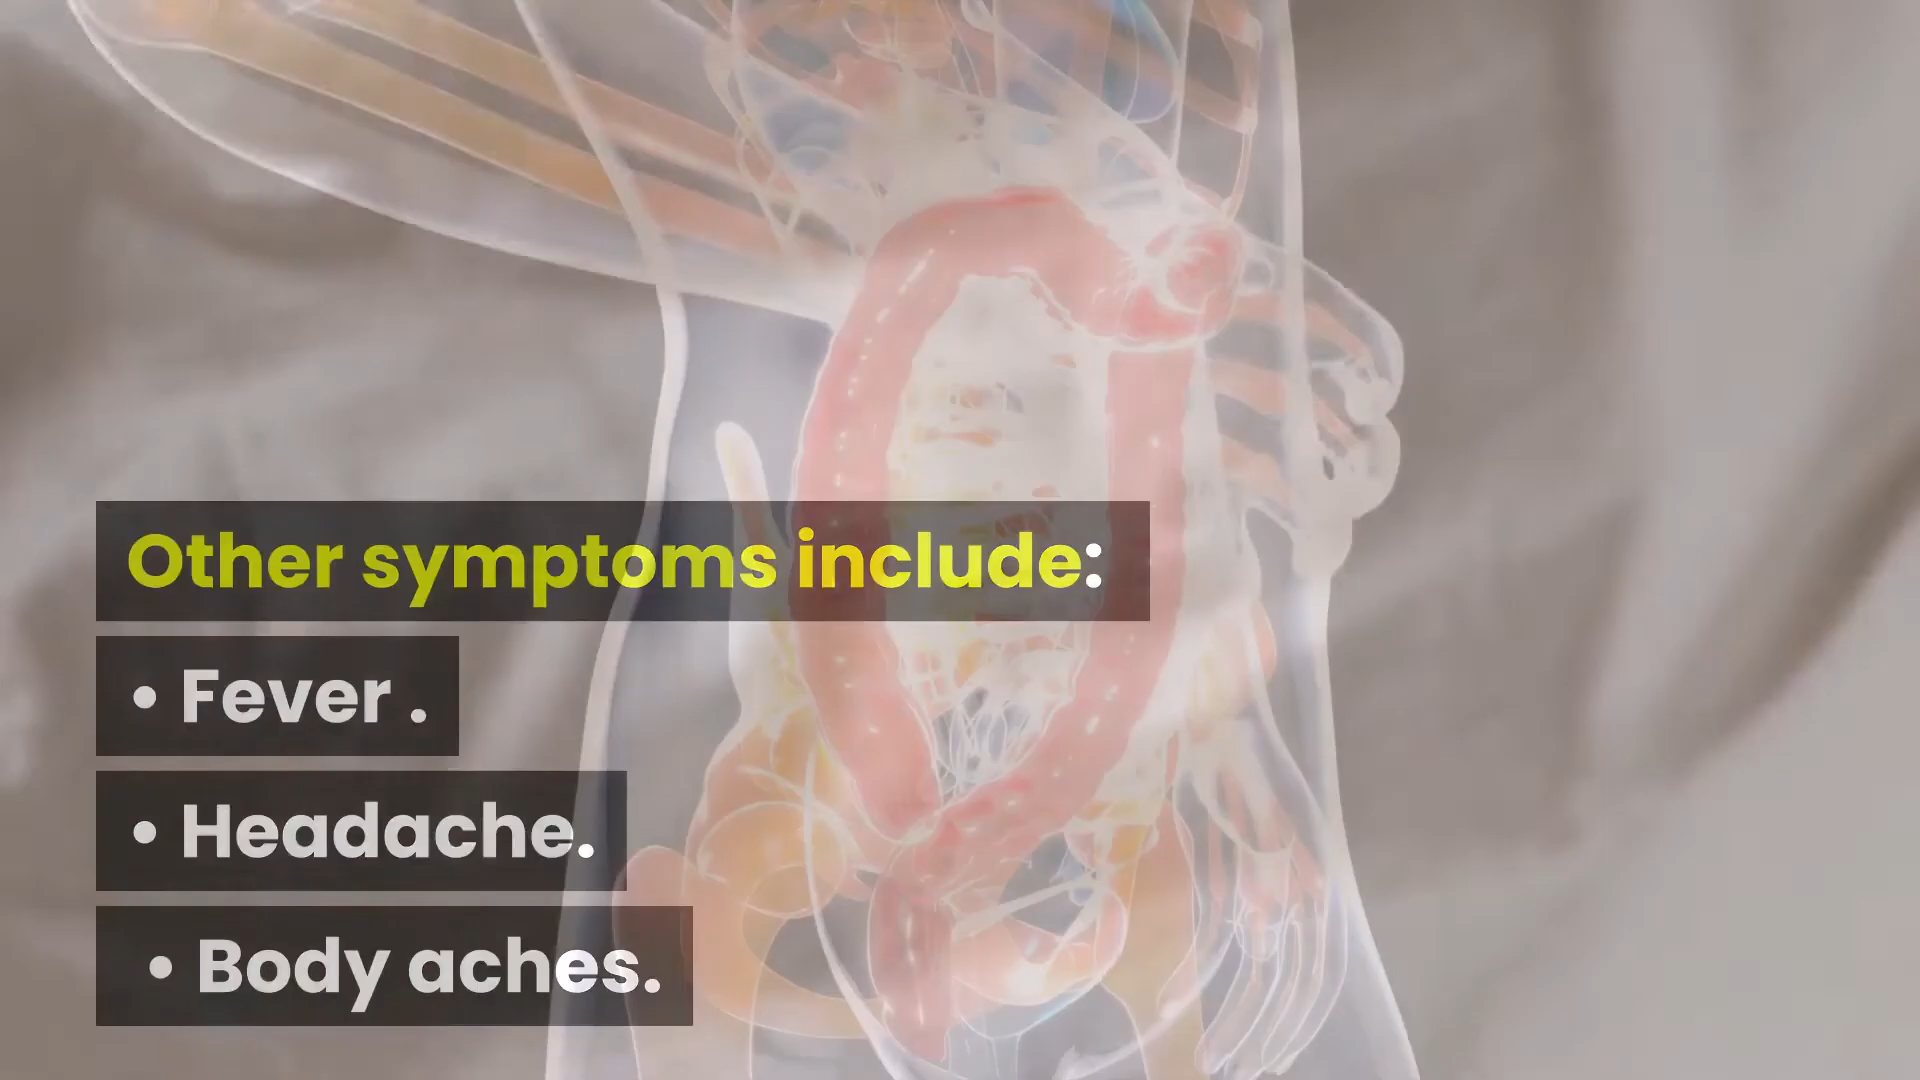 Other symptoms include:
• Fever .
• Headache.
• Body aches.